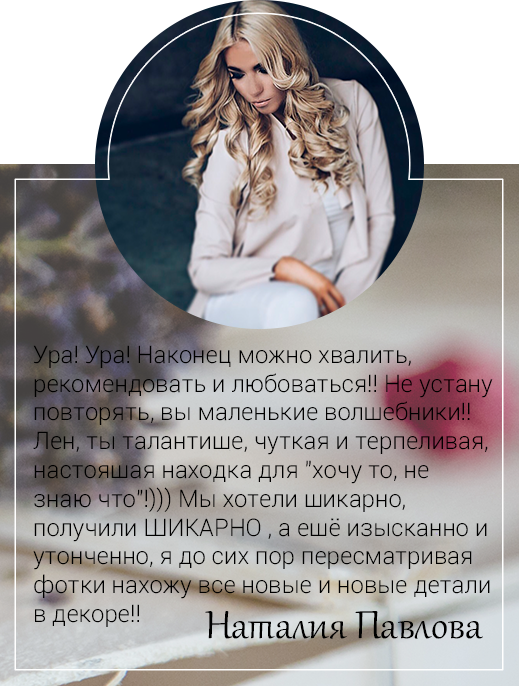 Ура! Ура! Наконец можно хвалить,
рекомендовать и любоваться!! Не устану
повторять, вы маленькие волшебники!!
Лен, ты талантише, чуткая и терпеливая,
настояшая находка для "хочу то, не
знаю что"!))) Мы хотели шикарно,
получили ШИКАРНО , а ешё изысканно и
утонченно, я до сих пор пересматривая
фотки нахожу все новые и новые детали
в декоре!!
Наталия Павлова